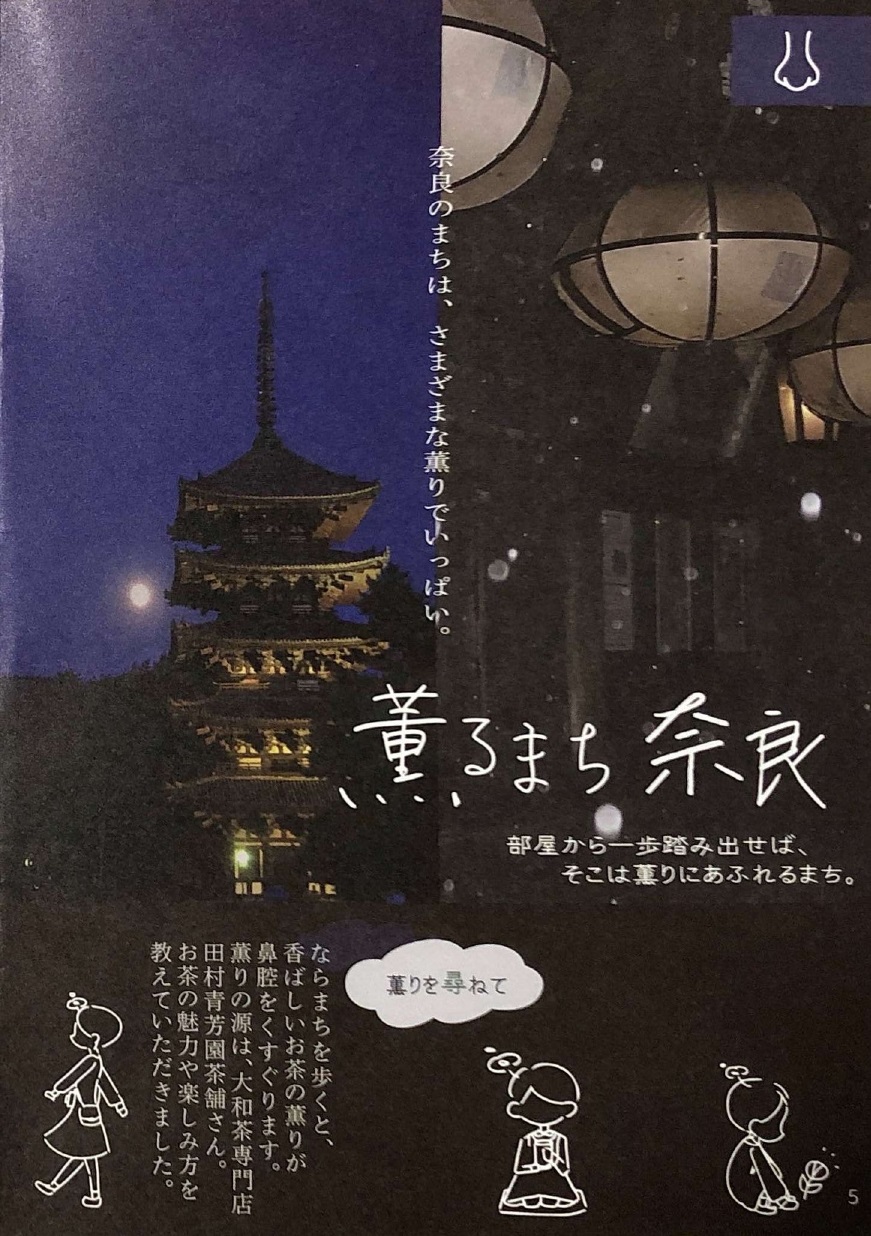 奈良のまちは、さまざまな薫りでいっぱい。
薫るまち 奈良
部屋から一歩踏み出せば、
そこは薫りにあふれるまち。
薫りを尋ねて
ならまちを歩くと、
香ばしいお茶の薫りが
鼻腔をくすぐります。
薫りの源は、大和茶専門店
田村青芳園茶舗さん。
お茶の魅力や楽しみ方を
教えていただきました。
5